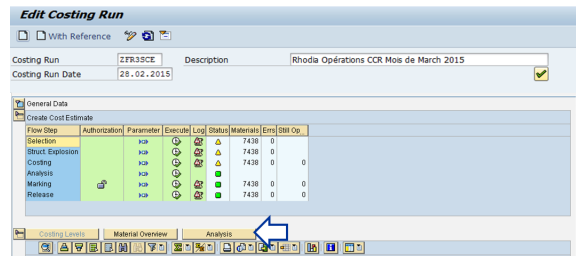 Edit Costing Run
With Reference
Costing Run ZFR3SCE Description Rhodia Opérations CCR Mois de March 2015
Costing Run Date 28.02.2015
General Data
Create Cost Estimate
Flow Step Authorization Parameter Execute Log Status Materials Errs Still Op_
Selection 7438 0
Struct. Explosion 7438 0
Costing 7438 0 0
Analysis
Marking 7438 0 0
Release 7438 0 0
Costing Levels Material Overview Analysis